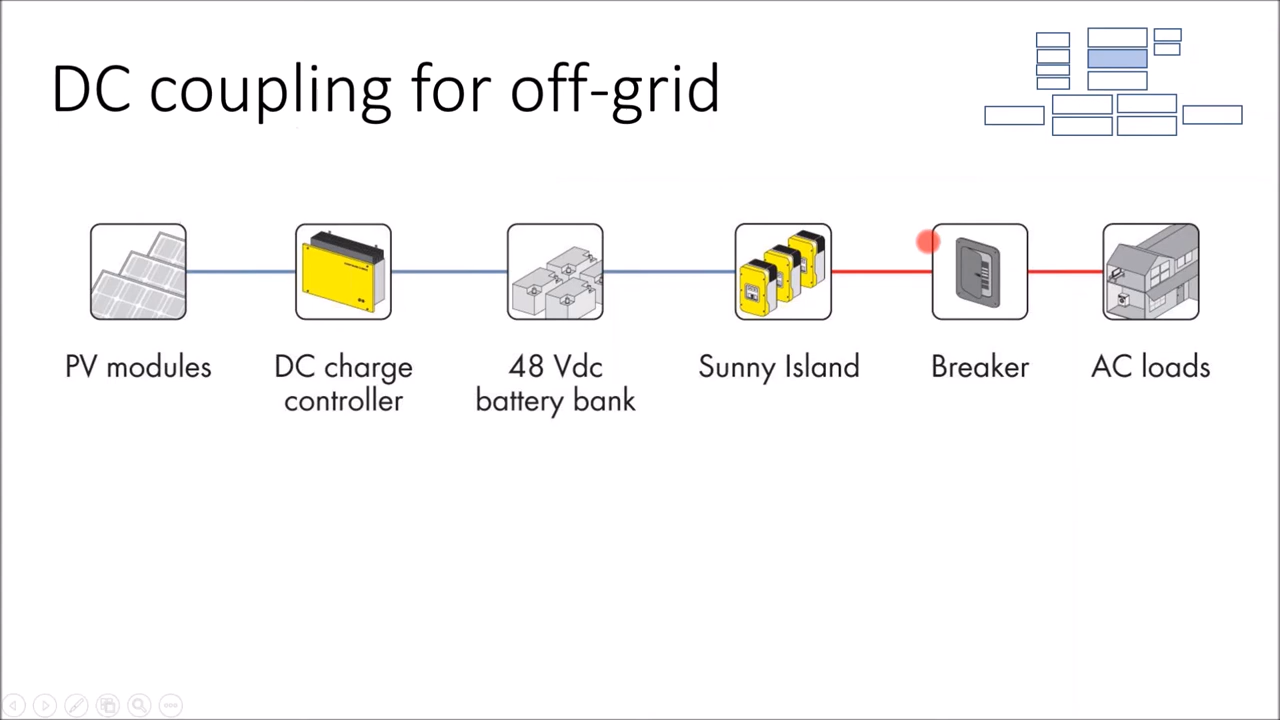 DC coupling for off-grid
PV modules
DC charge
controller
48 Vdc
battery bank
Sunny Island
Breaker
AC loads